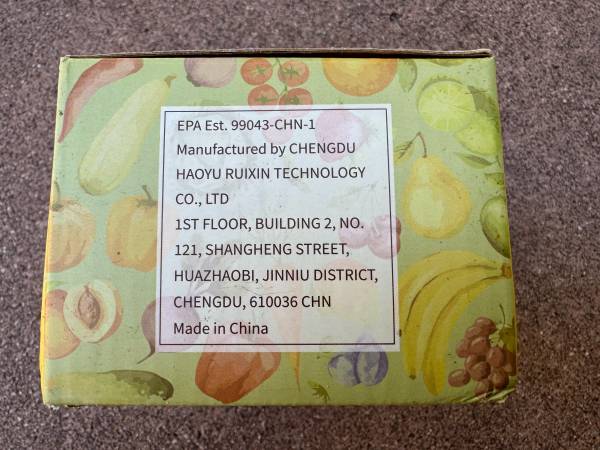 EPA Est. 99043-CHN-1
Manufactured by CHENGDU
HAOYU RUIXIN TECHNOLOGY
CO., LTD
1ST FLOOR, BUILDING 2, NO.
121, SHANGHENG STREET,
HUAZHAOBI, JINNIU DISTRICT,
CHENGDU, 610036 CHN
Made in China